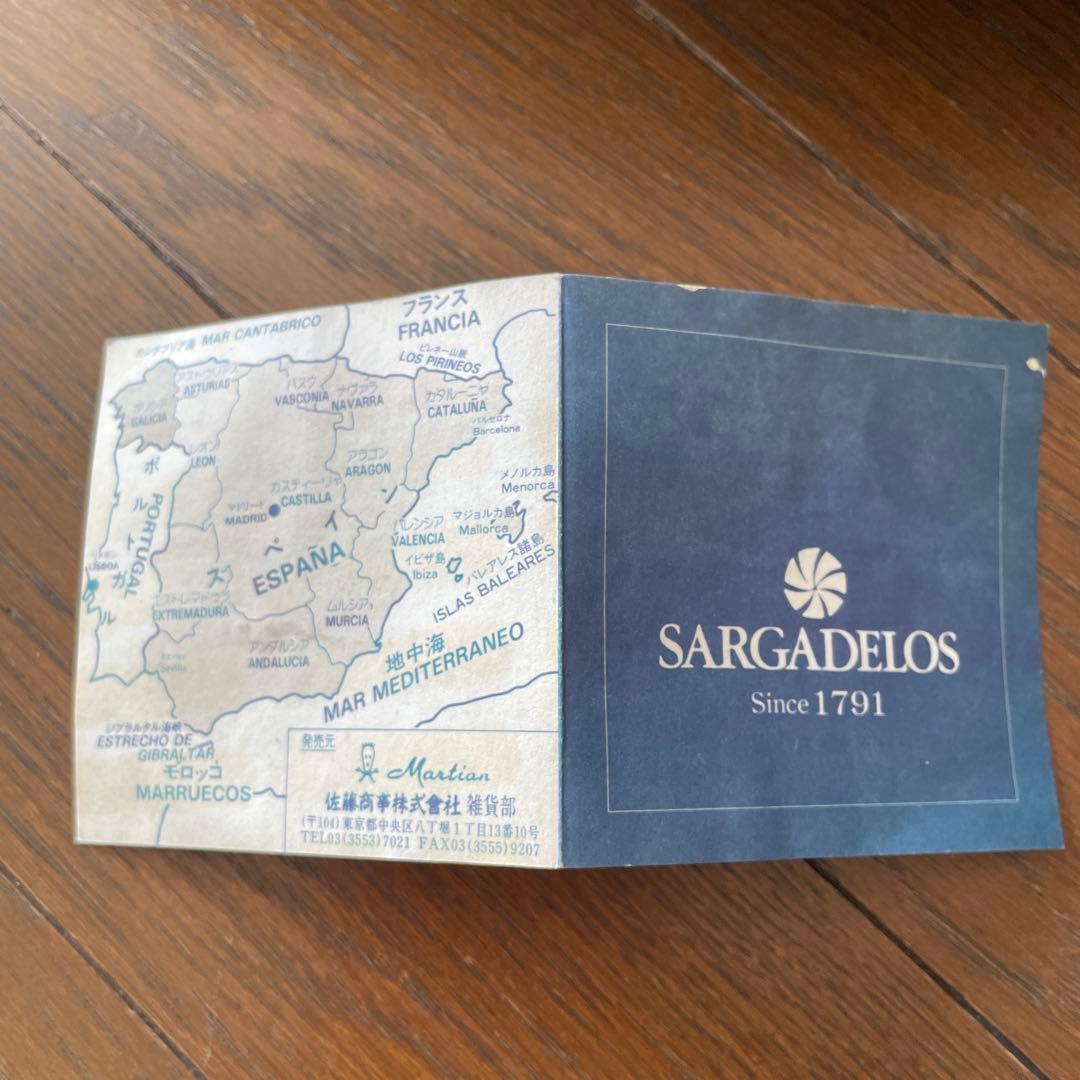 フランス
FRANCIA
カンタブリア海 MAR CANTABRICO
ピレネー山脈
LOS PIRINEOS
アストゥリアス
ASTURIAS
バスク
VASCONIA
ナヴァラ
NAVARRA
カタルーニャ
CATALUÑA
バルセロナ
Barcelona
ガリシア
GALICIA
レオン
LEON
アラゴン
ARAGON
カスティーリャ
CASTILLA
マドリード
MADRID
メノルカ島
Menorca
マジョルカ島
Mallorca
バレンシア
VALENCIA
イビザ島
Ibiza
バレアレス諸島
ISLAS BALEARES
ポルトガル
PORTUGAL
リスボン
LISBOA
スペイン
ESPAÑA
エストレマドゥラ
EXTREMADURA
ムルシア
MURCIA
アンダルシア
ANDALUCIA
Sevilla
地中海
MAR MEDITERRANEO
ジブラルタル海峡
ESTRECHO DE
GIBRALTAR
モロッコ
MARRUECOS
発売元
Martian
佐藤商事株式會社 雑貨部
(〒104)東京都中央区八丁堀1丁目13番10号
TEL03(3553)7021 FAX03(3555)9207
SARGADELOS
Since 1791